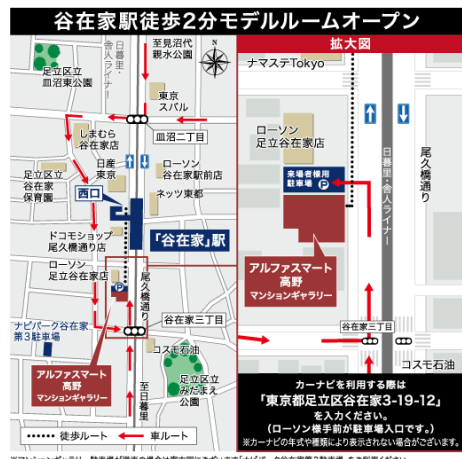 谷在家駅徒歩2分モデルルームオープン
日暮里・舎人ライナー
至見沼代
親水公園
足立区立
皿沼東公園
東京
スバル
皿沼二丁目
しまむら
谷在家店
日産
東京
ローソン
谷在家駅前店
足立区立
谷在家
保育園
西口
ネッツ東都
「谷在家」駅
ドコモショップ
尾久橋通り店
ローソン
足立谷在家店
P
尾久橋通り
谷在家三丁目
ナビパーク谷在家
第3駐車場
コスモ石油
アルファスマート
高野
マンションギャラリー
至日暮里
足立区立
みだまえ
公園
徒歩ルート
車ルート
拡大図
ナマステTokyo
ローソン
足立谷在家店
来場者様用
駐車場 P
日暮里・舎人ライナー
尾久橋通り
アルファスマート
高野
マンションギャラリー
谷在家三丁目
コスモ石油
カーナビを利用する際は
「東京都足立区谷在家3-19-12」
を入力ください。
(ローソン様手前が駐車場入口です。)
※カーナビの年式や種類により表示されない場合がございます。